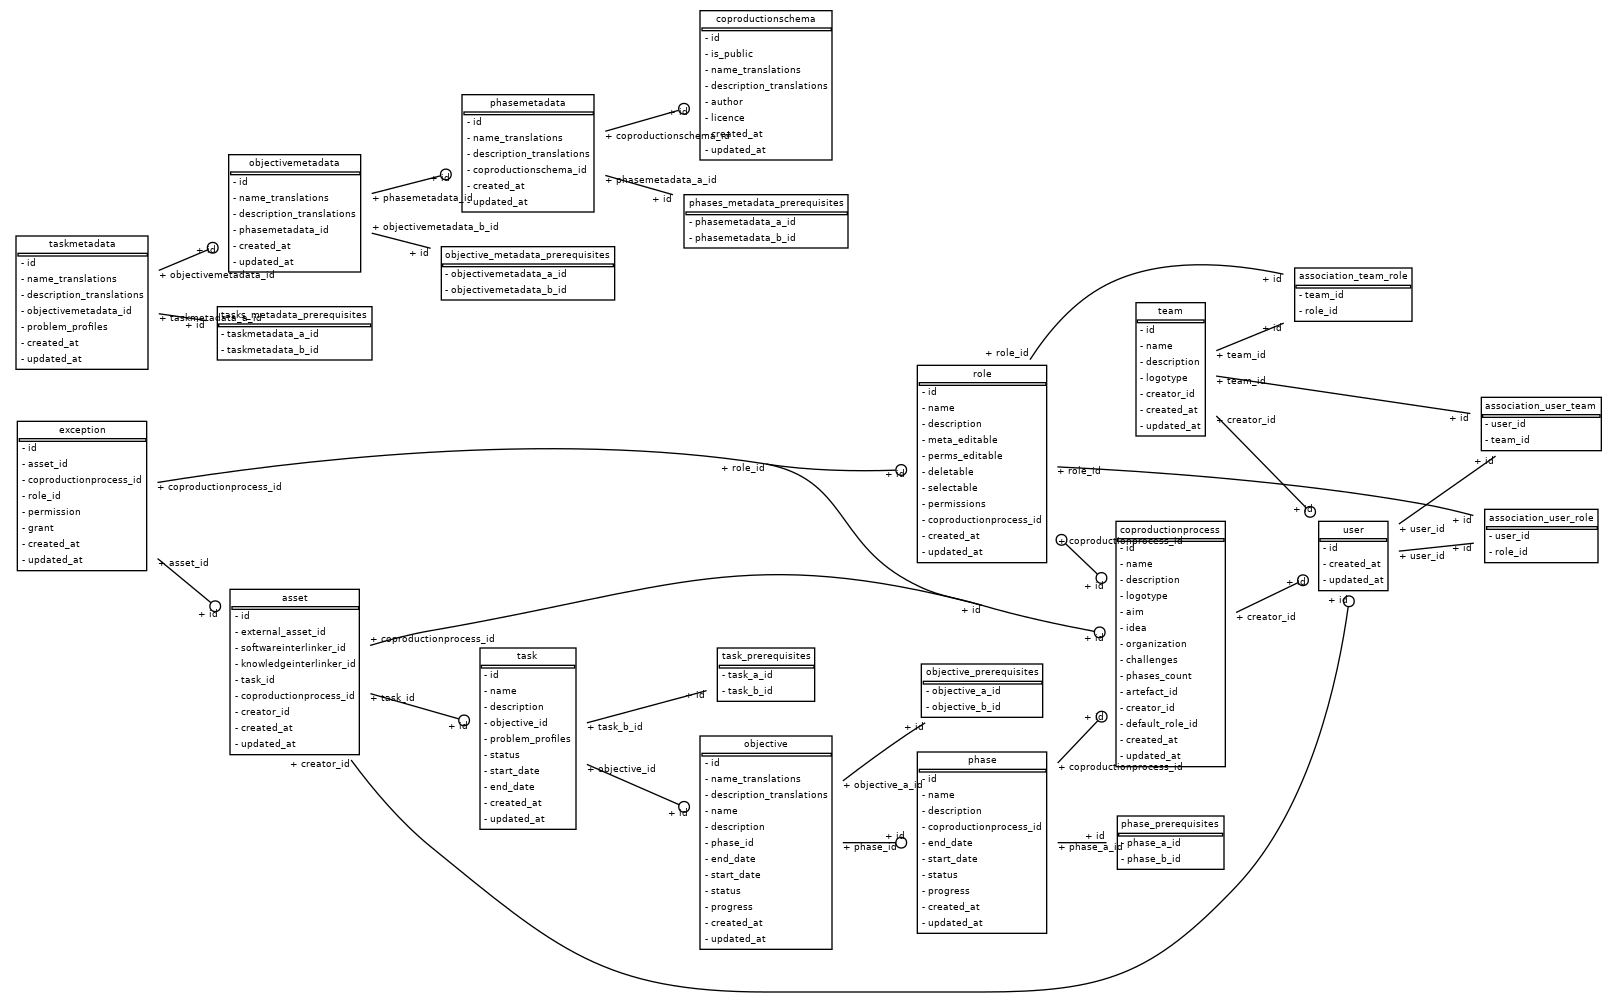 coproductionschema
- id
- is_public
- name_translations
- description_translations
- author
- licence
- created_at
- updated_at
phasemetadata
- id
- name_translations
- description_translations
- coproductionschema_id
- created_at
- updated_at
+ id
+ coproductionschema_id
+ phasemetadata_a_id
+ id
phases_metadata_prerequisites
- phasemetadata_a_id
- phasemetadata_b_id
objectivemetadata
- id
- name_translations
- description_translations
- phasemetadata_id
- created_at
- updated_at
+ id
+ phasemetadata_id
+ objectivemetadata_b_id
+ id
objective_metadata_prerequisites
- objectivemetadata_a_id
- objectivemetadata_b_id
taskmetadata
- id
- name_translations
- description_translations
- objectivemetadata_id
- problem_profiles
- created_at
- updated_at
+ id
+ objectivemetadata_id
+ taskmetadata_a_id
+ id
tasks_metadata_prerequisites
- taskmetadata_a_id
- taskmetadata_b_id
association_team_role
- team_id
- role_id
+ id
+ id
team
- id
- name
- description
- logotype
- creator_id
- created_at
- updated_at
+ team_id
+ team_id
+ creator_id
+ id
+ role_id
role
- id
- name
- description
- meta_editable
- perms_editable
- deletable
- selectable
- permissions
- coproductionprocess_id
- created_at
- updated_at
association_user_team
- user_id
- team_id
+ id
exception
- id
- asset_id
- coproductionprocess_id
- role_id
- permission
- grant
- created_at
- updated_at
+ coproductionprocess_id
+ role_id
+ id
+ role_id
+ id
association_user_role
- user_id
- role_id
+ id
+ id
+ user_id
+ user_id
user
- id
- created_at
- updated_at
+ id
+ id
+ creator_id
coproductionprocess
- id
- name
- description
- logotype
- aim
- idea
- organization
- challenges
- phases_count
- artefact_id
- creator_id
- default_role_id
- created_at
- updated_at
+ coproductionprocess_id
+ id
+ id
+ id
+ id
+ coproductionprocess_id
+ asset_id
+ id
asset
- id
- external_asset_id
- softwareinterlinker_id
- knowledgeinterlinker_id
- task_id
- coproductionprocess_id
- creator_id
- created_at
- updated_at
+ coproductionprocess_id
+ task_id
+ id
+ creator_id
task
- id
- name
- description
- objective_id
- problem_profiles
- status
- start_date
- end_date
- created_at
- updated_at
+ task_b_id
+ id
+ objective_id
+ id
task_prerequisites
- task_a_id
- task_b_id
objective_prerequisites
- objective_a_id
- objective_b_id
+ id
objective
- id
- name_translations
- description_translations
- name
- description
- phase_id
- end_date
- start_date
- status
- progress
- created_at
- updated_at
+ objective_a_id
+ id
+ phase_id
phase
- id
- name
- description
- coproductionprocess_id
- end_date
- start_date
- status
- progress
- created_at
- updated_at
+ id
+ phase_a_id
phase_prerequisites
- phase_a_id
- phase_b_id